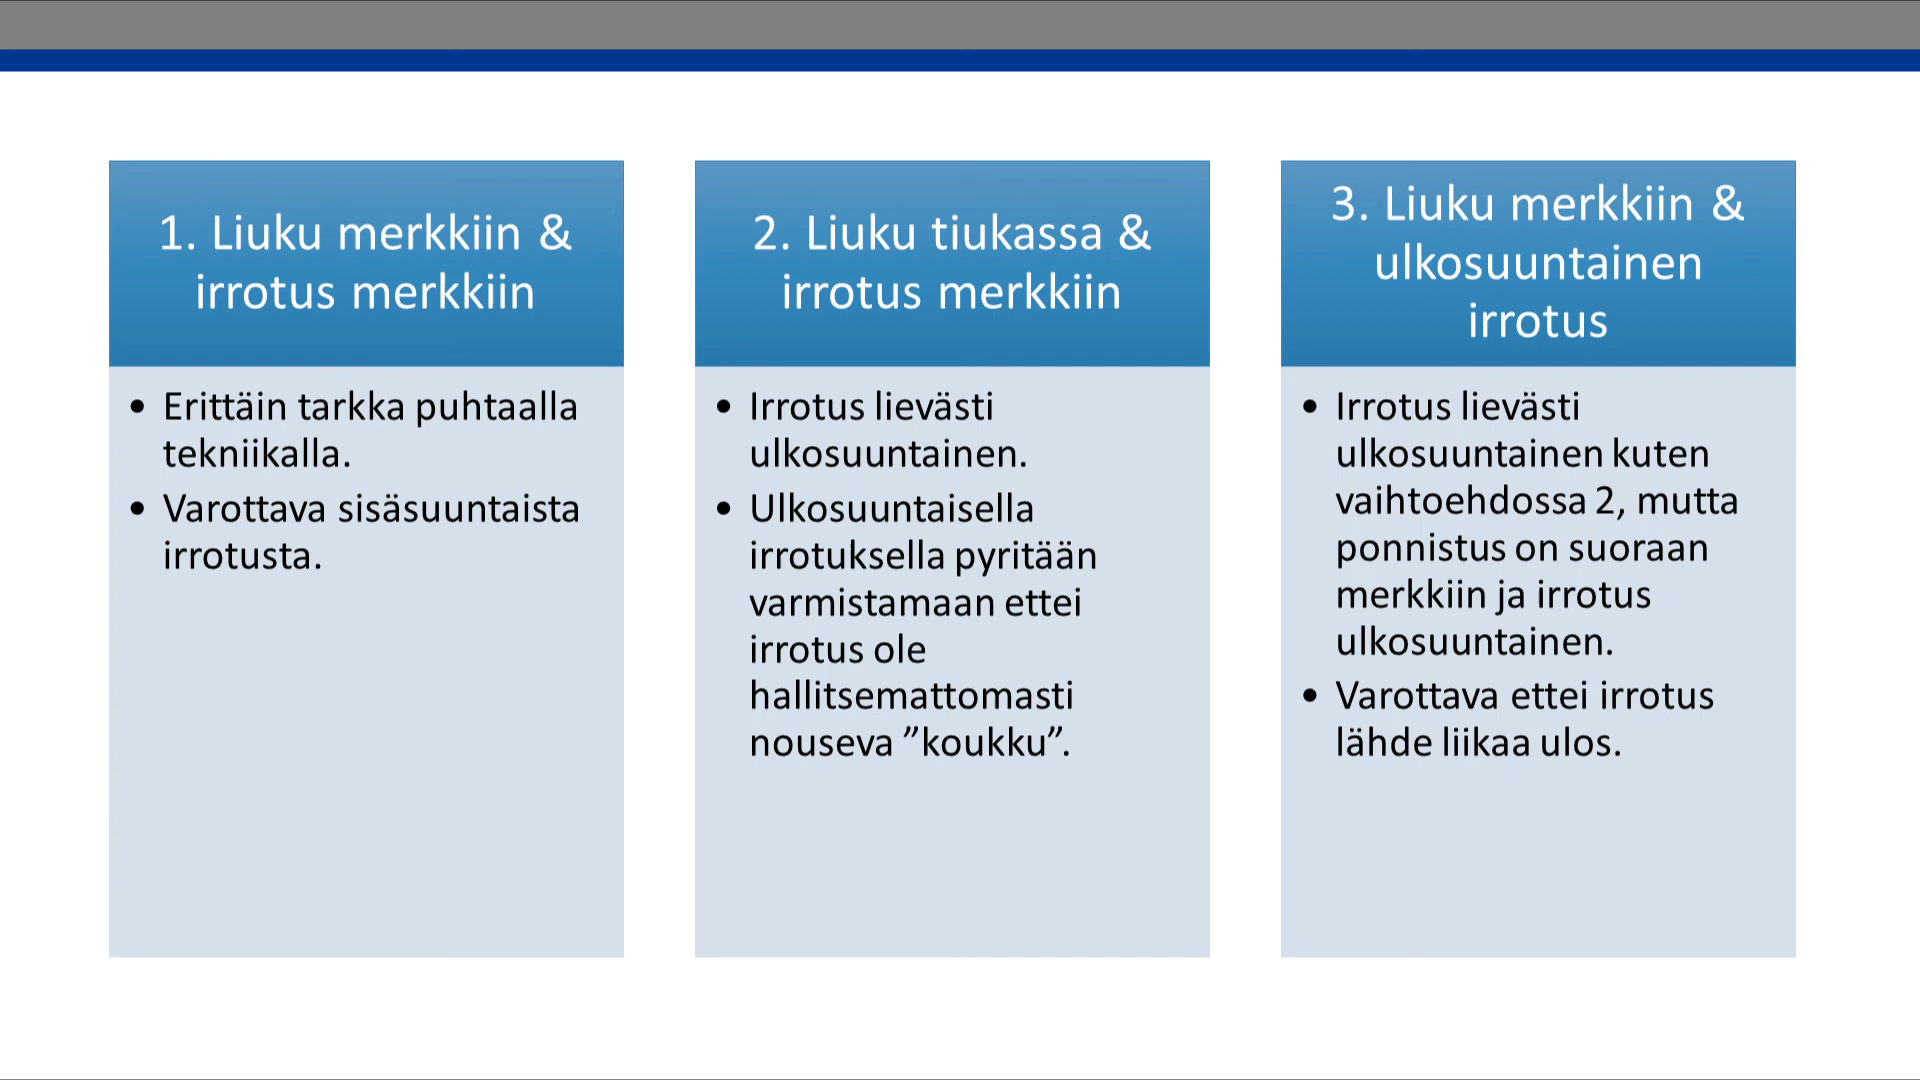 1. Liuku merkkiin &
irrotus merkkiin
• Erittäin tarkka puhtaalla
tekniikalla.
• Varottava sisäsuuntaista
irrotusta.
2. Liuku tiukassa &
irrotus merkkiin
• Irrotus lievästi
ulkosuuntainen.
• Ulkosuuntaisella
irrotuksella pyritään
varmistamaan ettei
irrotus ole
hallitsemattomasti
nouseva ”koukku”.
3. Liuku merkkiin &
ulkosuuntainen
irrotus
• Irrotus lievästi
ulkosuuntainen kuten
vaihtoehdossa 2, mutta
ponnistus on suoraan
merkkiin ja irrotus
ulkosuuntainen.
• Varottava ettei irrotus
lähde liikaa ulos.